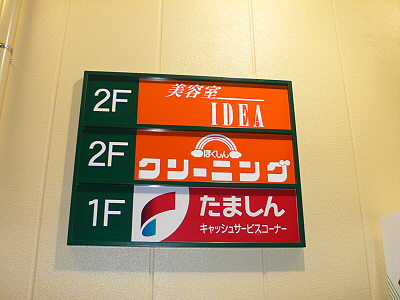 2F
美容室
IDEA
2F
はくしん
クリーニング
1F
たましん
キャッシュサービスコーナー